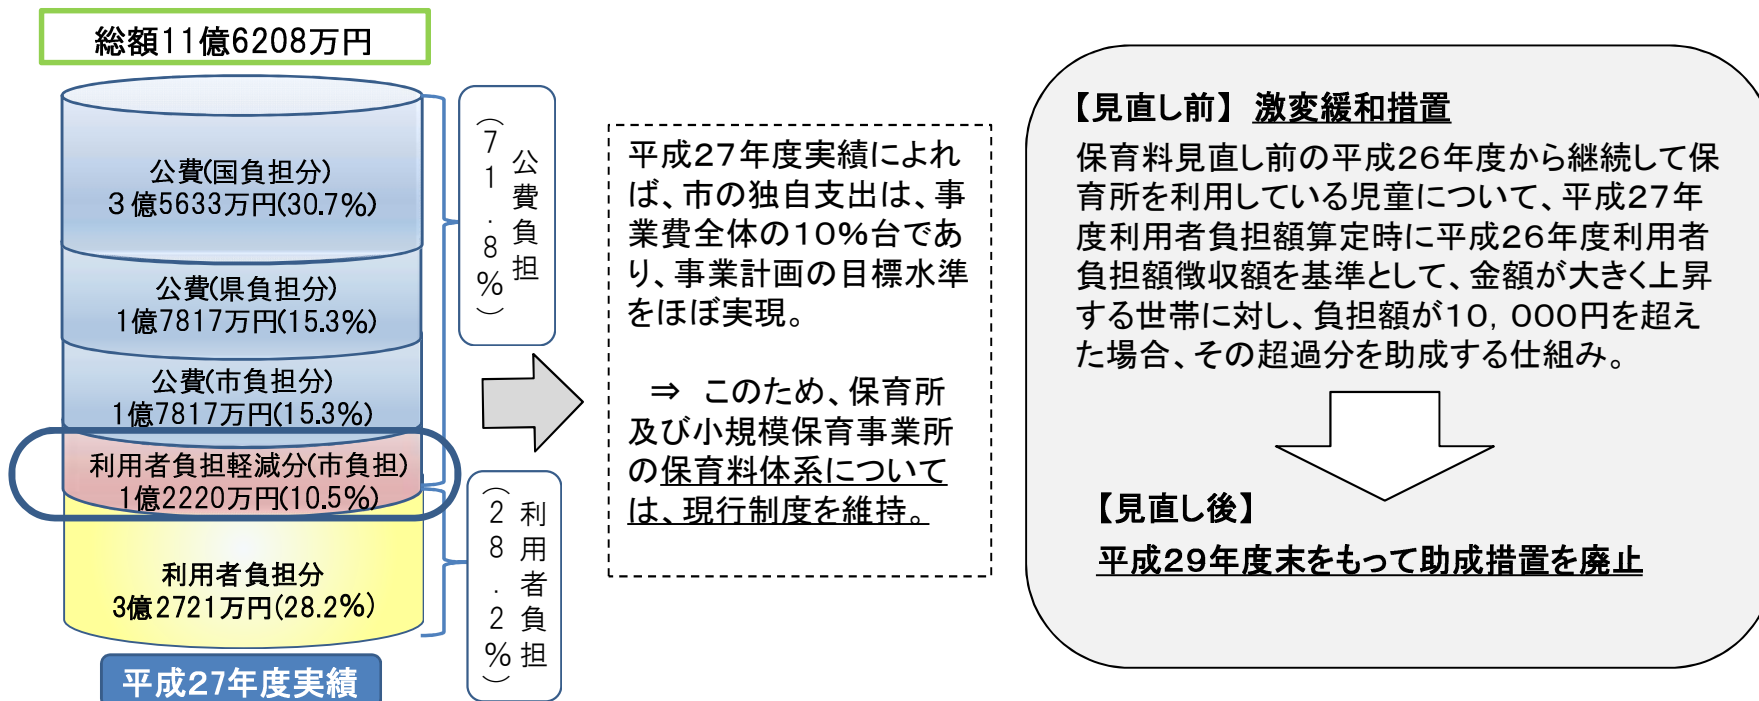 総額11億6208万円
公費(国負担分)
３億5633万円(30.7%)
公費(県負担分)
1億7817万円(15.3%)
公費(市負担分)
1億7817万円(15.3%)
利用者負担軽減分(市負担)
1億2220万円(10.5%)
利用者負担分
3億2721万円(28.2%)
平成27年度実績
公費負担
（71.8％）
利用者負担
（28.2％）
平成27年度実績によれ
ば、市の独自支出は、事
業費全体の10％台であ
り、事業計画の目標水準
をほぼ実現。
⇒　このため、保育所
及び小規模保育事業所
の保育料体系について
は、現行制度を維持。
【見直し前】 激変緩和措置
保育料見直し前の平成26年度から継続して保
育所を利用している児童について、平成27年
度利用者負担額算定時に平成26年度利用者
負担額徴収額を基準として、金額が大きく上昇
する世帯に対し、負担額が10，000円を超え
た場合、その超過分を助成する仕組み。
【見直し後】
平成29年度末をもって助成措置を廃止